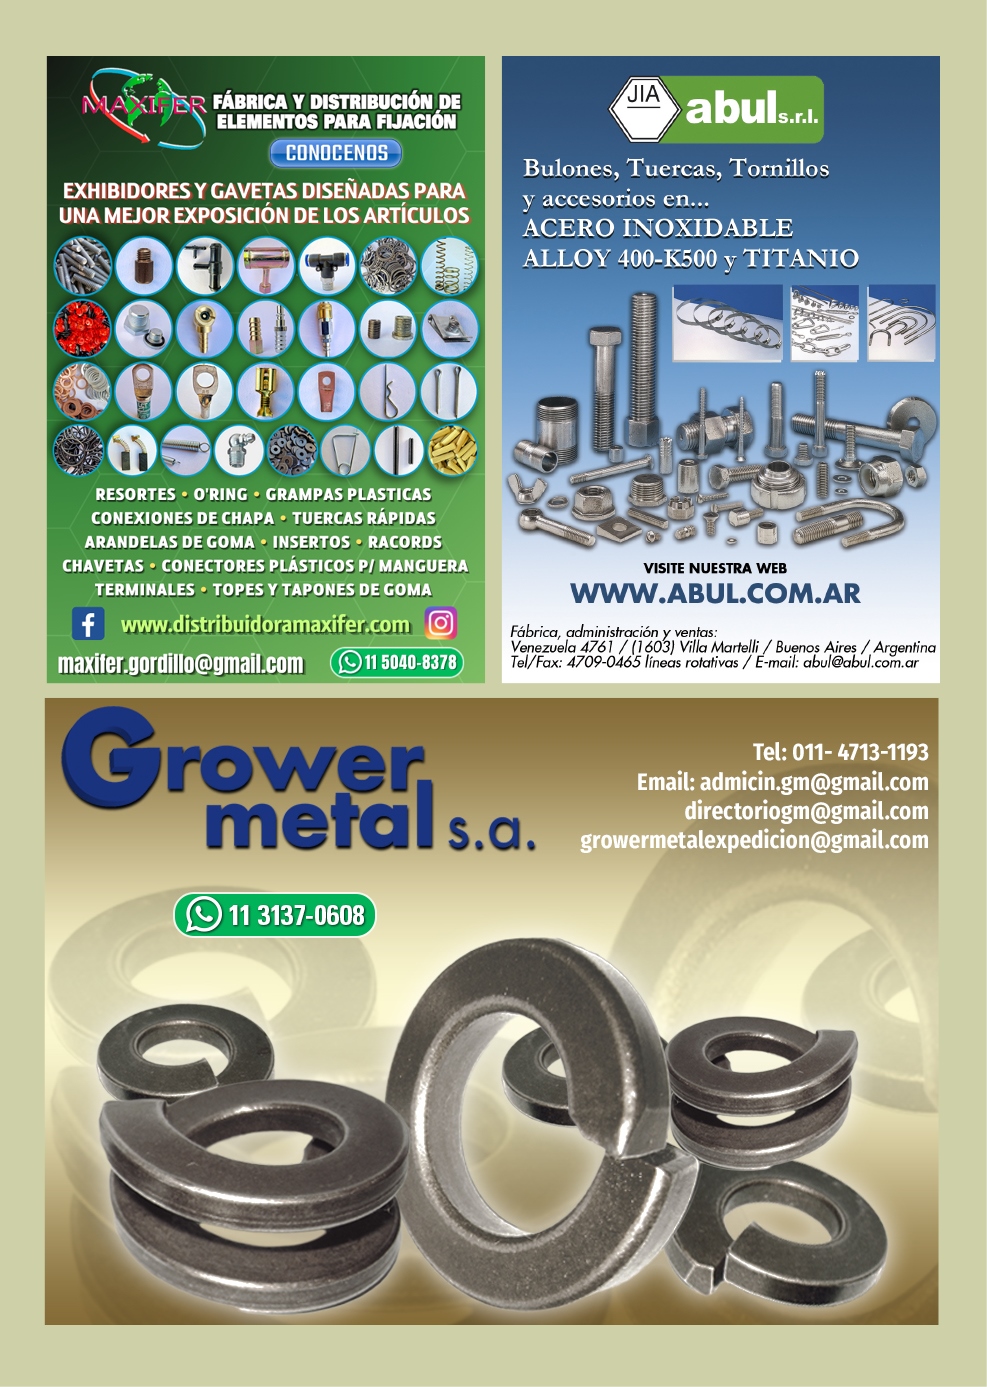 MAXIFER
FÁBRICA Y DISTRIBUCIÓN DE
ELEMENTOS PARA FIJACIÓN
CONOCENOS
EXHIBIDORES Y GAVETAS DISEÑADAS PARA
UNA MEJOR EXPOSICIÓN DE LOS ARTÍCULOS
RESORTES • O'RING • GRAMPAS PLASTICAS
CONEXIONES DE CHAPA • TUERCAS RÁPIDAS
ARANDELAS DE GOMA • INSERTOS • RACORDS
CHAVETAS • CONECTORES PLÁSTICOS P/ MANGUERA
TERMINALES • TOPES Y TAPONES DE GOMA
www.distribuidoramaxifer.com
maxifer.gordillo@gmail.com
11 5040-8378
JIA
abul s.r.l.
Bulones, Tuercas, Tornillos
y accesorios en...
ACERO INOXIDABLE
ALLOY 400-K500 y TITANIO
VISITE NUESTRA WEB
WWW.ABUL.COM.AR
Fábrica, administración y ventas:
Venezuela 4761 / (1603) Villa Martelli / Buenos Aires / Argentina
Tel/Fax: 4709-0465 líneas rotativas / E-mail: abul@abul.com.ar
Grower
metal s.a.
Tel: 011- 4713-1193
Email: admicin.gm@gmail.com
directoriogm@gmail.com
growermetalexpedicion@gmail.com
11 3137-0608